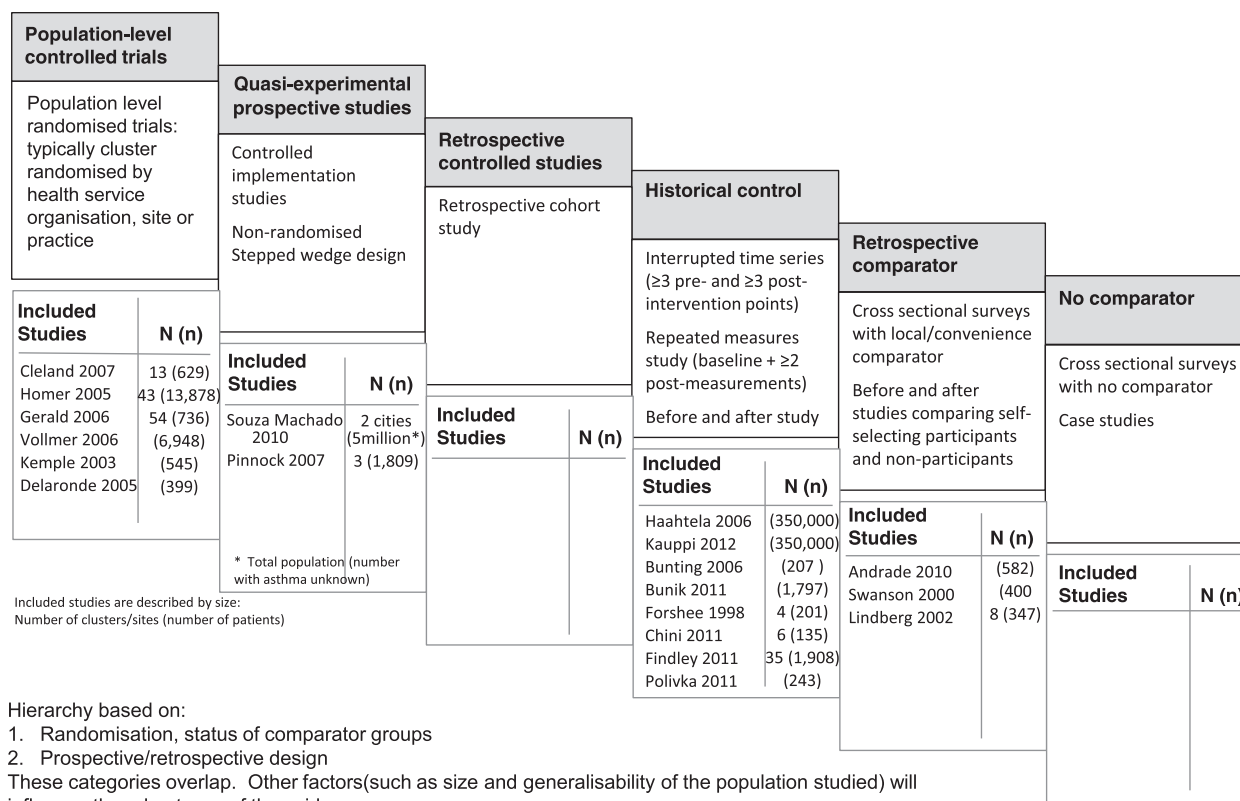 Population-level
controlled trials
Population level
randomised trials:
typically cluster
randomised by
health service
organisation, site or
practice
Included
Studies
N (n)
Cleland 2007 13 (629)
Homer 2005 43 (13,878)
Gerald 2006 54 (736)
Vollmer 2006 (6,948)
Kemple 2003 (545)
Delaronde 2005 (399)
Included studies are described by size:
Number of clusters/sites (number of patients)
Quasi-experimental
prospective studies
Controlled
implementation
studies
Non-randomised
Stepped wedge design
Included
Studies
N (n)
Souza Machado 2 cities
2010 (5million*)
Pinnock 2007 3 (1,809)
* Total population (number
with asthma unknown)
Retrospective
controlled studies
Retrospective cohort
study
Included
Studies
N (n)
Historical control
Interrupted time series
(≥3 pre- and ≥3 post-
intervention points)
Repeated measures
study (baseline + ≥2
post-measurements)
Before and after study
Included
Studies
N (n)
Haahtela 2006 (350,000)
Kauppi 2012 (350,000)
Bunting 2006 (207 )
Bunik 2011 (1,797)
Forshee 1998 4 (201)
Chini 2011 6 (135)
Findley 2011 35 (1,908)
Polivka 2011 (243)
Retrospective
comparator
Cross sectional surveys
with local/convenience
comparator
Before and after
studies comparing self-
selecting participants
and non-participants
Included
Studies
N (n)
Andrade 2010 (582)
Swanson 2000 (400
Lindberg 2002 8 (347)
No comparator
Cross sectional surveys
with no comparator
Case studies
Included
Studies
N (n)
Hierarchy based on:
1. Randomisation, status of comparator groups
2. Prospective/retrospective design
These categories overlap. Other factors(such as size and generalisability of the population studied) will